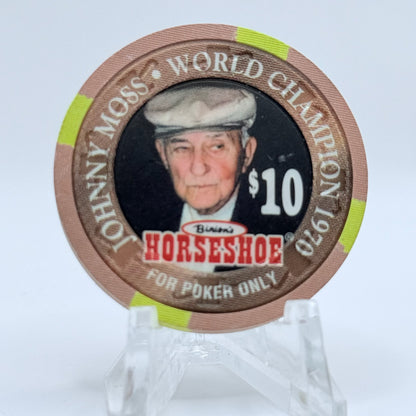 JOHNNY MOSS • WORLD CHAMPION 1970
$10
Binion's
HORSESHOE®
FOR POKER ONLY